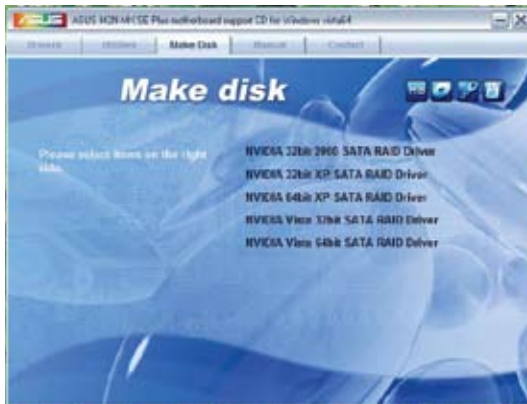 ASUS M2N-MX SE Plus motherboard support CD for Windows vista64
Drivers
Utilities
Make Disk
Manual
Contact
Make disk
Please select items on the right
side.
NVIDIA 32bit 2000 SATA RAID Driver
NVIDIA 32bit XP SATA RAID Driver
NVIDIA 64bit XP SATA RAID Driver
NVIDIA Vista 32bit SATA RAID Driver
NVIDIA Vista 64bit SATA RAID Driver